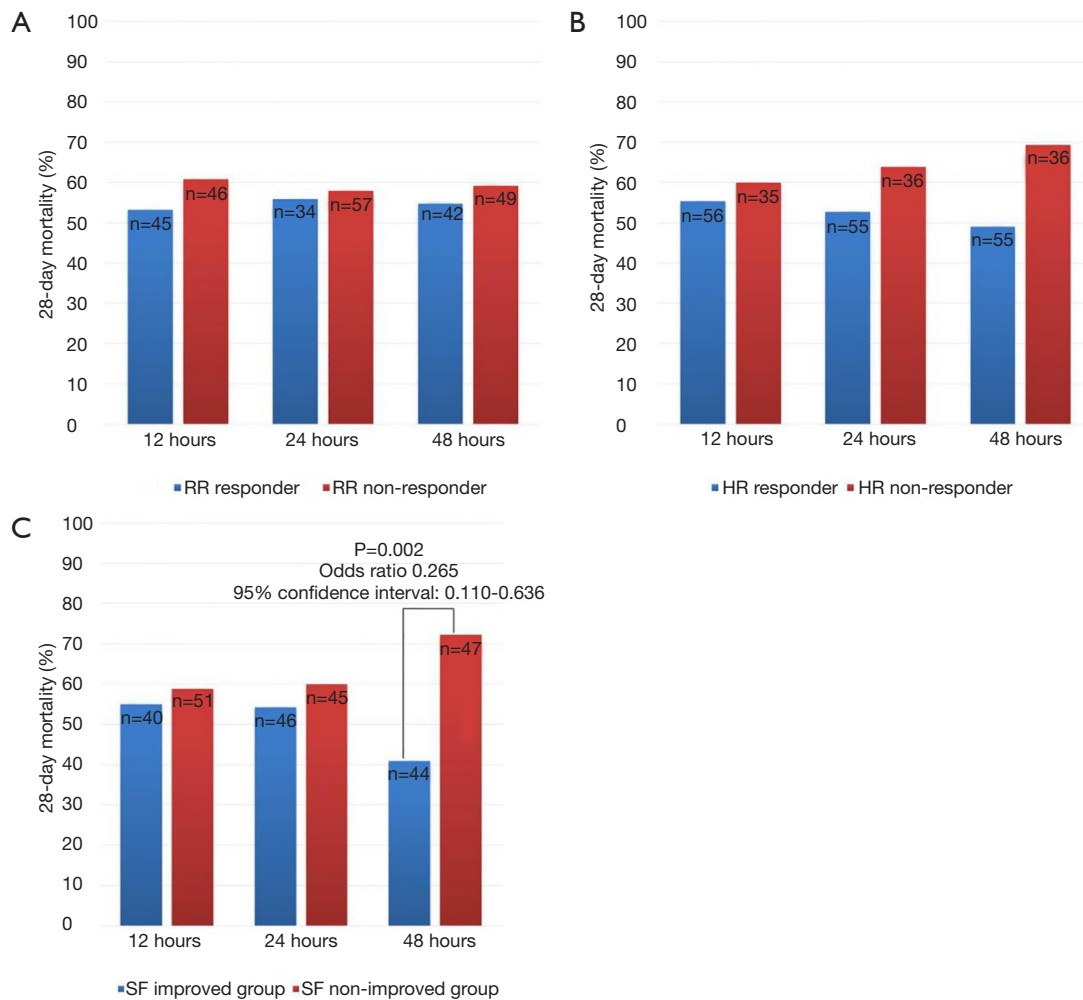 A
28-day mortality (%)
100
90
80
70
60
50
40
30
20
10
0
n=45
n=46
n=34
n=57
n=42
n=49
12 hours
24 hours
48 hours
RR responder
RR non-responder
B
28-day mortality (%)
100
90
80
70
60
50
40
30
20
10
0
n=56
n=35
n=55
n=36
n=55
n=36
12 hours
24 hours
48 hours
HR responder
HR non-responder
C
28-day mortality (%)
100
90
80
70
60
50
40
30
20
10
0
P=0.002
Odds ratio 0.265
95% confidence interval: 0.110-0.636
n=40
n=51
n=46
n=45
n=44
n=47
12 hours
24 hours
48 hours
SF improved group
SF non-improved group